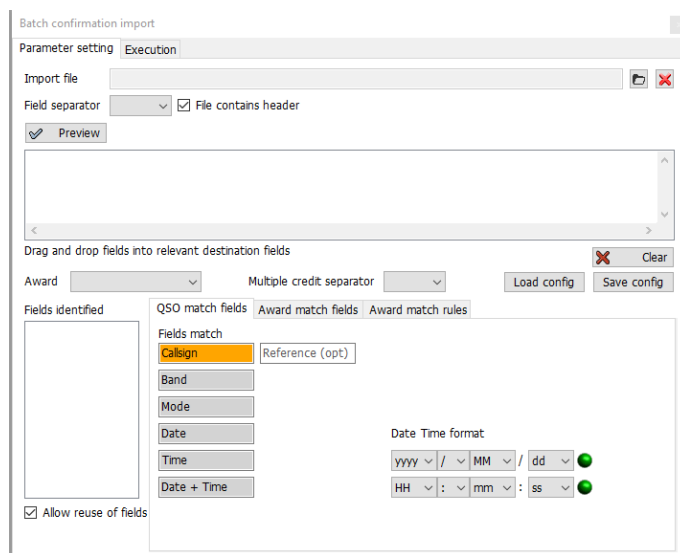 Batch confirmation import
Parameter setting Execution
Import file
Field separator File contains header
Preview
Drag and drop fields into relevant destination fields
Clear
Award Multiple credit separator Load config Save config
Fields identified QSO match fields Award match fields Award match rules
Fields match
Callsign Reference (opt)
Band
Mode
Date Date Time format
Time yyyy / MM / dd
Date + Time HH : mm : ss
Allow reuse of fields